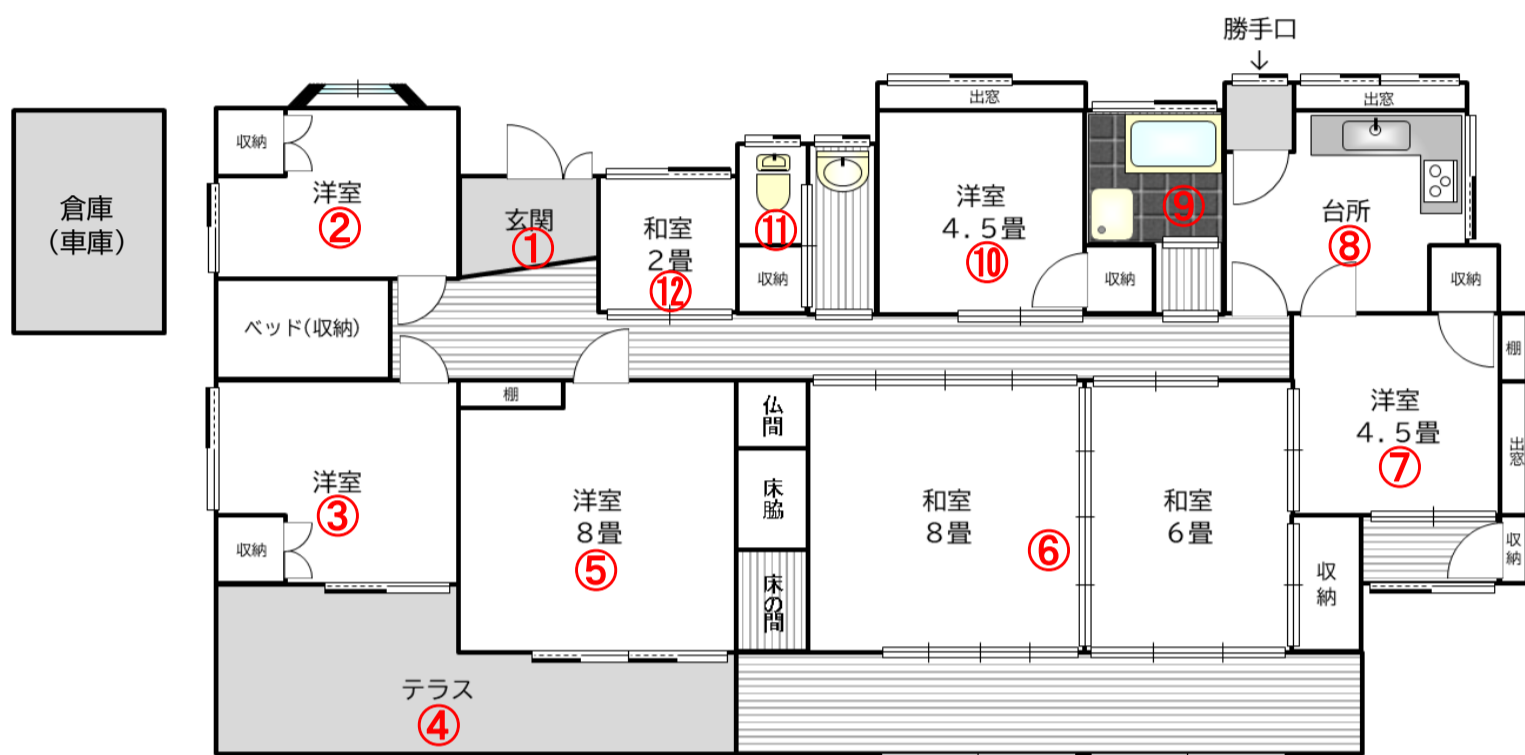 勝手口
↓
出窓
出窓
収納
洋室
②
倉庫
(車庫)
玄関
①
和室
2畳
⑫
⑪
収納
洋室
4.5畳
⑩
収納
⑨
台所
⑧
収納
ベッド(収納)
棚
棚
洋室
③
収納
洋室
8畳
⑤
仏間
床脇
床の間
和室
8畳
⑥
和室
6畳
洋室
4.5畳
⑦
出窓
収納
収納
テラス
④